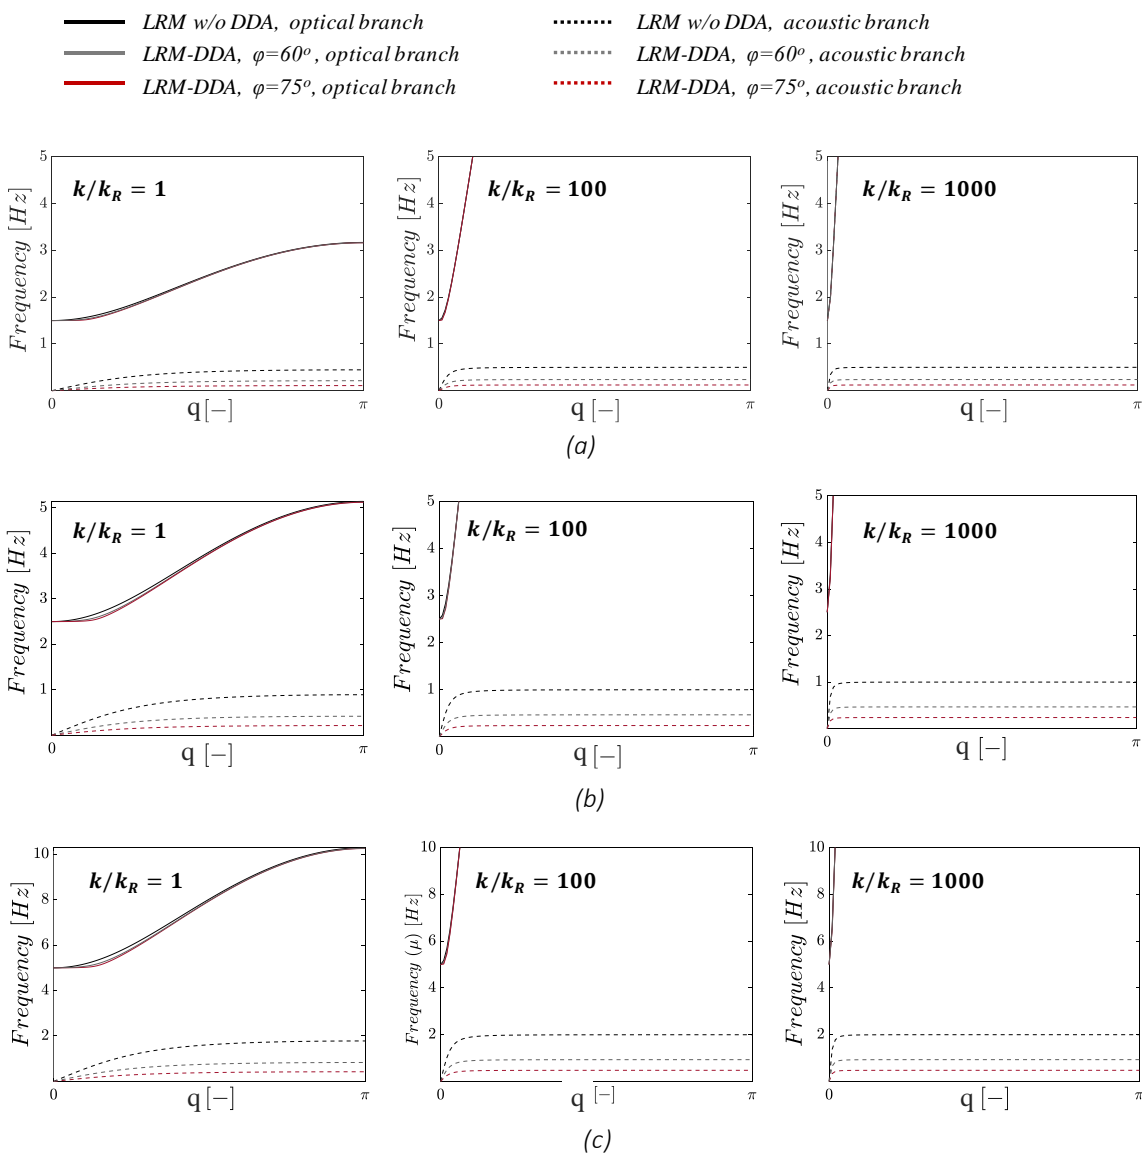 LRM w/o DDA, optical branch
LRM-DDA, φ=60º, optical branch
LRM-DDA, φ=75º, optical branch
LRM w/o DDA, acoustic branch
LRM-DDA, φ=60º, acoustic branch
LRM-DDA, φ=75º, acoustic branch
5
4
3
2
1
0
π
Frequency [Hz]
k/k_R = 1
q [−]
5
4
3
2
1
0
π
Frequency [Hz]
k/k_R = 100
q [−]
5
4
3
2
1
0
π
Frequency [Hz]
k/k_R = 1000
q [−]
(a)
5
4
3
2
1
0
π
Frequency [Hz]
k/k_R = 1
q [−]
5
4
3
2
1
0
π
Frequency [Hz]
k/k_R = 100
q [−]
5
4
3
2
1
0
π
Frequency [Hz]
k/k_R = 1000
q [−]
(b)
10
8
6
4
2
0
π
Frequency [Hz]
k/k_R = 1
q [−]
10
8
6
4
2
0
π
Frequency (μ) [Hz]
k/k_R = 100
q [−]
10
8
6
4
2
0
π
Frequency [Hz]
k/k_R = 1000
q [−]
(c)